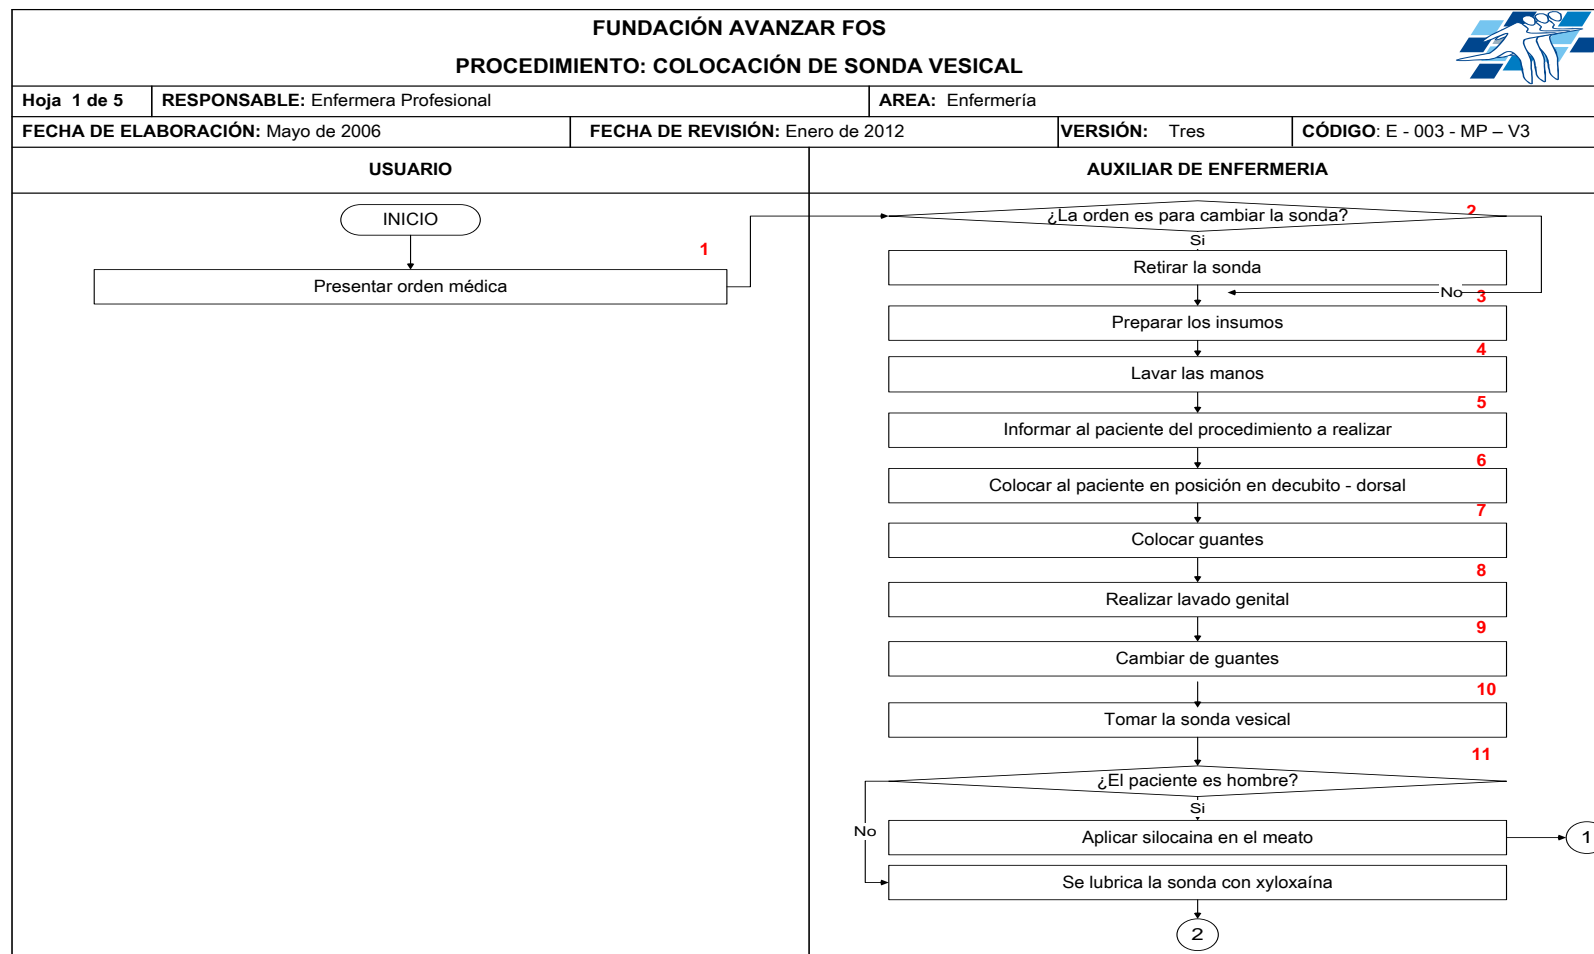 FUNDACIÓN AVANZAR FOS
PROCEDIMIENTO: COLOCACIÓN DE SONDA VESICAL
Hoja 1 de 5 RESPONSABLE: Enfermera Profesional AREA: Enfermería
FECHA DE ELABORACIÓN: Mayo de 2006 FECHA DE REVISIÓN: Enero de 2012 VERSIÓN: Tres CÓDIGO: E - 003 - MP – V3
USUARIO AUXILIAR DE ENFERMERIA
INICIO
1
Presentar orden médica
¿La orden es para cambiar la sonda? 2
Si
Retirar la sonda
No 3
Preparar los insumos
4
Lavar las manos
5
Informar al paciente del procedimiento a realizar
6
Colocar al paciente en posición en decubito - dorsal
7
Colocar guantes
8
Realizar lavado genital
9
Cambiar de guantes
10
Tomar la sonda vesical
11
¿El paciente es hombre?
Si
No
Aplicar silocaina en el meato 1
Se lubrica la sonda con xyloxaína
2